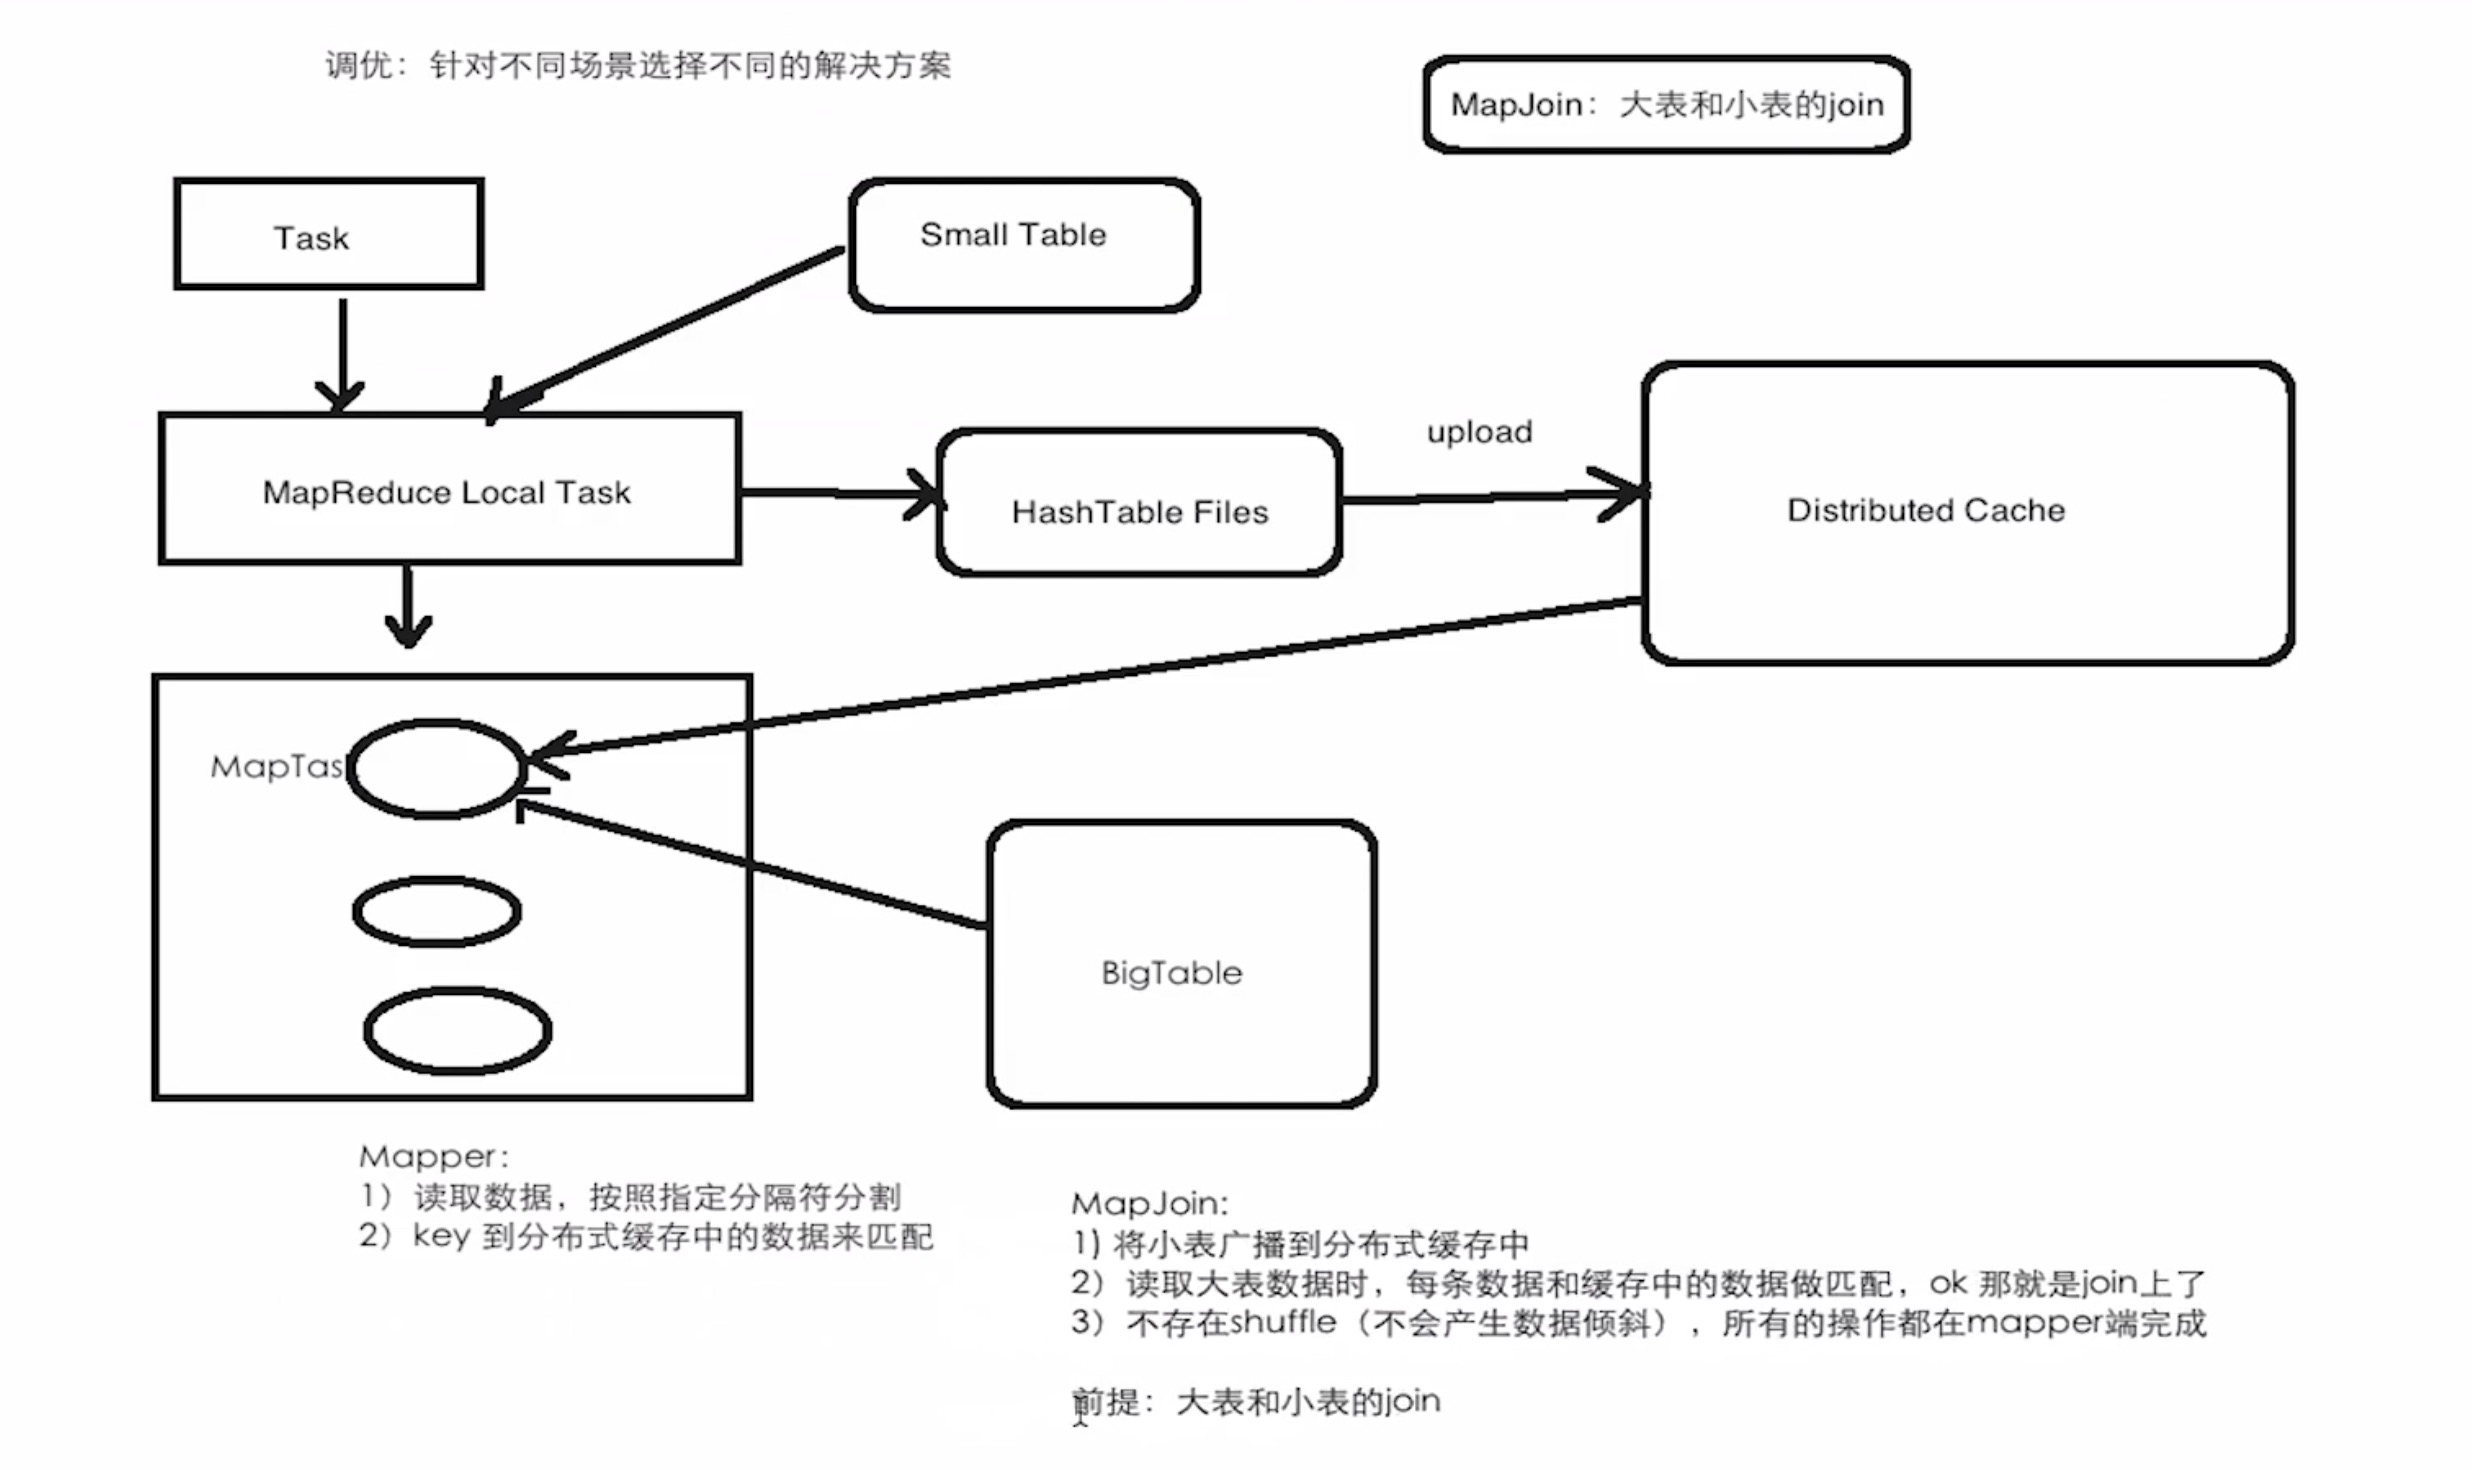 调优：针对不同场景选择不同的解决方案
MapJoin：大表和小表的join
Task
Small Table
MapReduce Local Task
HashTable Files
upload
Distributed Cache
MapTas
BigTable
Mapper：
1）读取数据，按照指定分隔符分割
2）key 到分布式缓存中的数据来匹配
MapJoin:
1) 将小表广播到分布式缓存中
2）读取大表数据时，每条数据和缓存中的数据做匹配，ok 那就是join上了
3）不存在shuffle（不会产生数据倾斜），所有的操作都在mapper端完成
前提：大表和小表的join